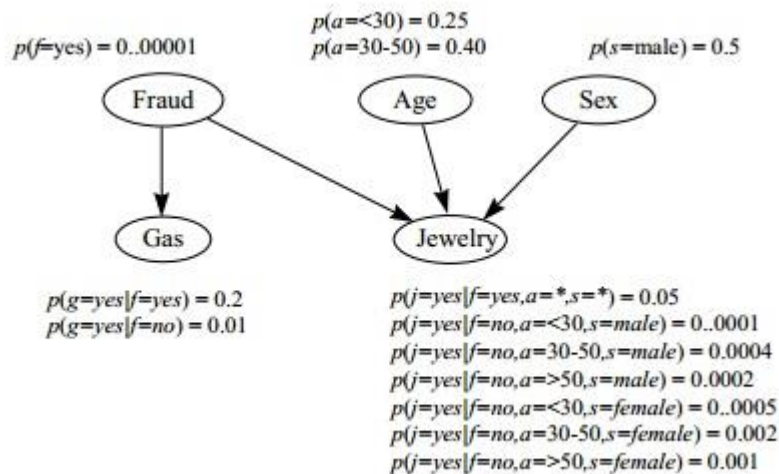 p(a=<30) = 0.25
p(f=yes) = 0..00001
p(a=30-50) = 0.40
p(s=male) = 0.5
Fraud
Age
Sex
Gas
Jewelry
p(g=yes|f=yes) = 0.2
p(g=yes|f=no) = 0.01
p(j=yes|f=yes,a=*,s=*) = 0.05
p(j=yes|f=no,a=<30,s=male) = 0..0001
p(j=yes|f=no,a=30-50,s=male) = 0.0004
p(j=yes|f=no,a=>50,s=male) = 0.0002
p(j=yes|f=no,a=<30,s=female) = 0..0005
p(j=yes|f=no,a=30-50,s=female) = 0.002
p(j=yes|f=no,a=>50,s=female) = 0.001